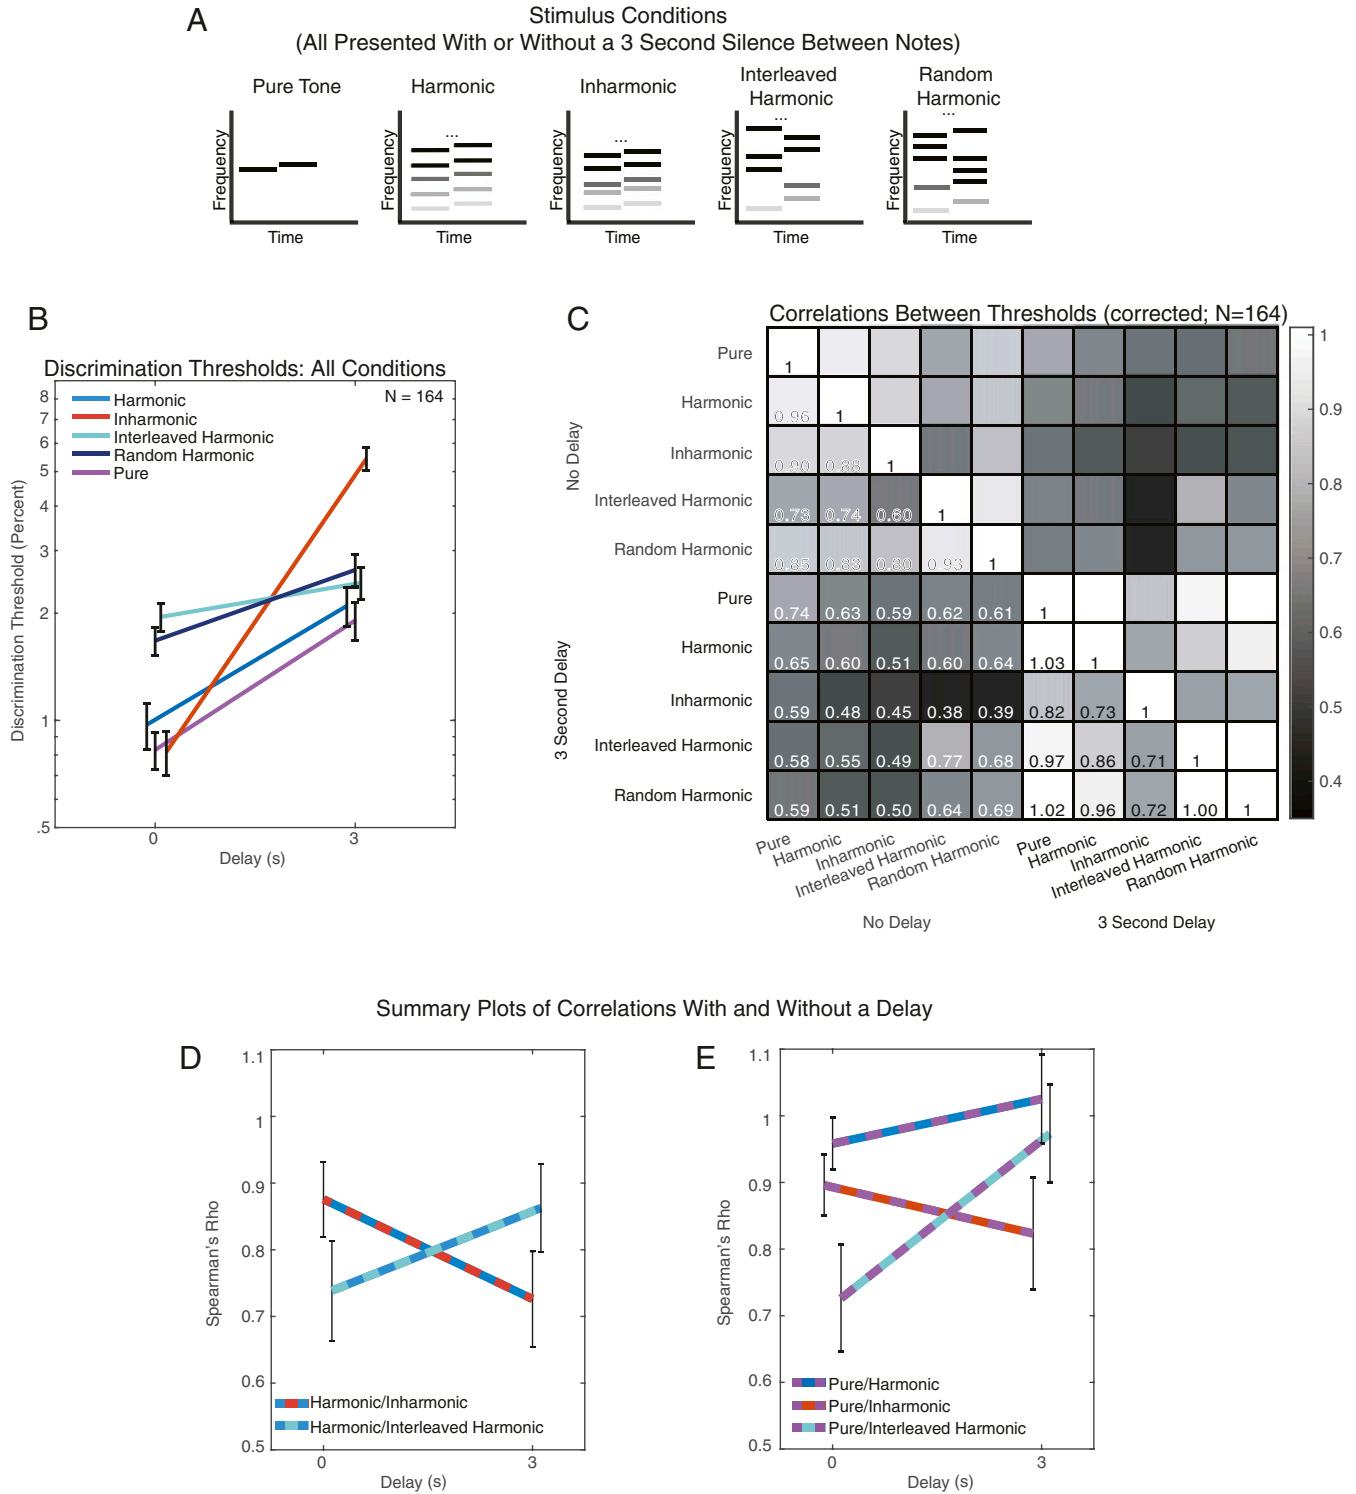 A
Stimulus Conditions
(All Presented With or Without a 3 Second Silence Between Notes)
Pure Tone
Harmonic
Inharmonic
Interleaved
Harmonic
Random
Harmonic
...
...
...
...
Frequency
Frequency
Frequency
Frequency
Frequency
Time
Time
Time
Time
Time
B
Discrimination Thresholds: All Conditions
N = 164
Harmonic
Inharmonic
Interleaved Harmonic
Random Harmonic
Pure
Discrimination Threshold (Percent)
8
7
6
5
4
3
2
1
.5
0
3
Delay (s)
C
Correlations Between Thresholds (corrected; N=164)
No Delay
3 Second Delay
Pure
1
Harmonic
0.96 1
Inharmonic
0.90 0.88 1
Interleaved Harmonic
0.73 0.74 0.60 1
Random Harmonic
0.85 0.83 0.80 0.93 1
Pure
0.74 0.63 0.59 0.62 0.61 1
Harmonic
0.65 0.60 0.51 0.60 0.64 1.03 1
Inharmonic
0.59 0.48 0.45 0.38 0.39 0.82 0.73 1
Interleaved Harmonic
0.58 0.55 0.49 0.77 0.68 0.97 0.86 0.71 1
Random Harmonic
0.59 0.51 0.50 0.64 0.69 1.02 0.96 0.72 1.00 1
Pure
Harmonic
Inharmonic
Interleaved Harmonic
Random Harmonic
Pure
Harmonic
Inharmonic
Interleaved Harmonic
Random Harmonic
No Delay
3 Second Delay
1
0.9
0.8
0.7
0.6
0.5
0.4
Summary Plots of Correlations With and Without a Delay
D
Spearman's Rho
1.1
1
0.9
0.8
0.7
0.6
0.5
Harmonic/Inharmonic
Harmonic/Interleaved Harmonic
0
3
Delay (s)
E
Spearman's Rho
1.1
1
0.9
0.8
0.7
0.6
0.5
Pure/Harmonic
Pure/Inharmonic
Pure/Interleaved Harmonic
0
3
Delay (s)